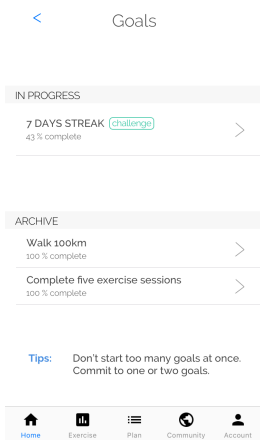 Goals
IN PROGRESS
7 DAYS STREAK challenge
43 % complete
ARCHIVE
Walk 100km
100 % complete
Complete five exercise sessions
100 % complete
Tips: Don't start too many goals at once.
Commit to one or two goals.
Home Exercise Plan Community Account